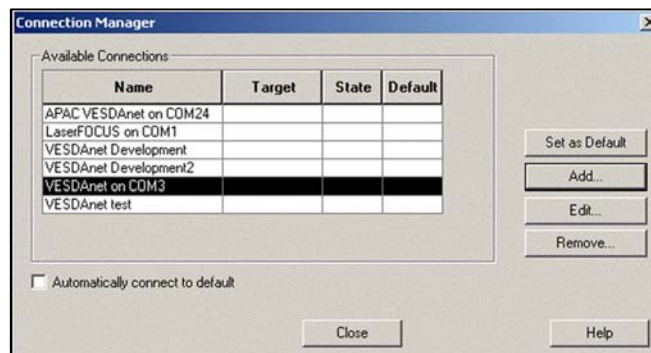 Connection Manager
Available Connections
Name Target State Default
APAC VESDAnet on COM24
LaserFOCUS on COM1
VESDAnet Development
VESDAnet Development2
VESDAnet on COM3
VESDAnet test
Set as Default
Add...
Edit...
Remove...
Automatically connect to default
Close Help